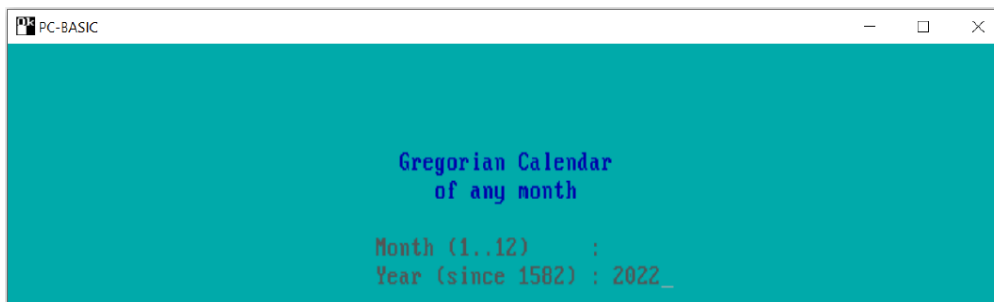 PC-BASIC
Gregorian Calendar
of any month
Month (1..12)     :
Year (since 1582) : 2022_